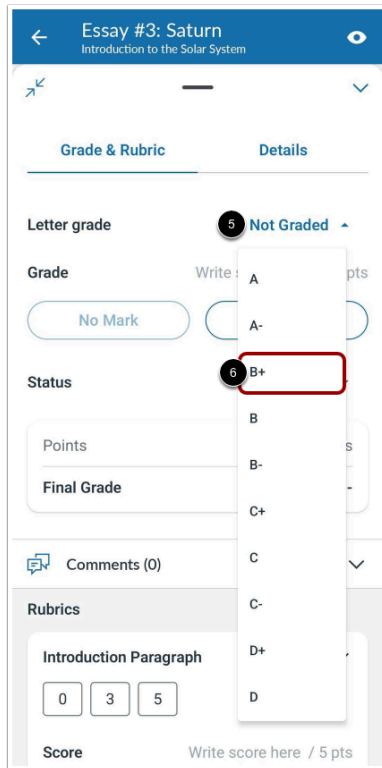 Essay #3: Saturn
Introduction to the Solar System
Grade & Rubric Details
Letter grade 5 Not Graded
Grade Write pts
A
No Mark
A-
Status 6 B+
B
Points s
B-
Final Grade -
C+
Comments (0) C
Rubrics C-
Introduction Paragraph D+
0 3 5
D
Score Write score here / 5 pts